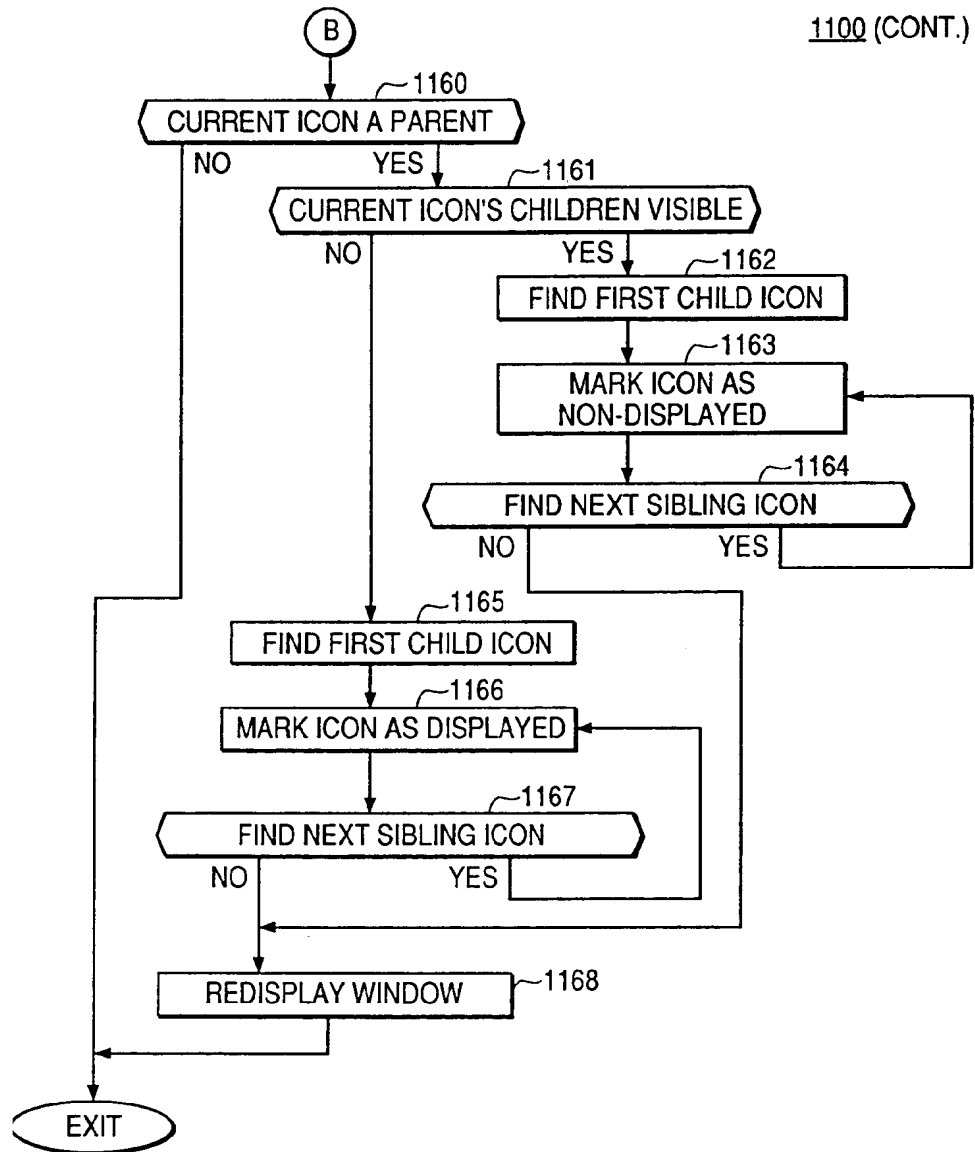 1100 (CONT.)
B
1160
CURRENT ICON A PARENT
NO
YES
1161
CURRENT ICON'S CHILDREN VISIBLE
NO
YES
1162
FIND FIRST CHILD ICON
1163
MARK ICON AS
NON-DISPLAYED
1164
FIND NEXT SIBLING ICON
NO
YES
1165
FIND FIRST CHILD ICON
1166
MARK ICON AS DISPLAYED
1167
FIND NEXT SIBLING ICON
NO
YES
REDISPLAY WINDOW
1168
EXIT